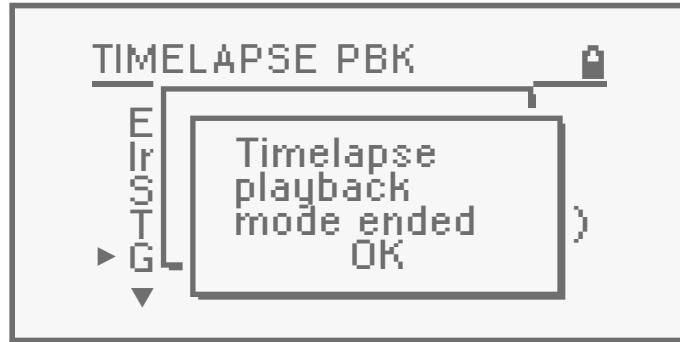 TIMELAPSE PBK
E
Ir
S
T
G
)
Timelapse
playback
mode ended
OK